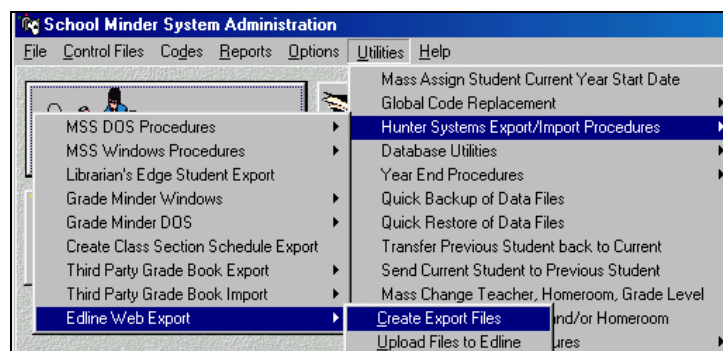 School Minder System Administration
File Control Files Codes Reports Options Utilities Help
Mass Assign Student Current Year Start Date
Global Code Replacement
Hunter Systems Export/Import Procedures
Database Utilities
Year End Procedures
Quick Backup of Data Files
Quick Restore of Data Files
Transfer Previous Student back to Current
Send Current Student to Previous Student
Mass Change Teacher, Homeroom, Grade Level
and/or Homeroom
ures
MSS DOS Procedures
MSS Windows Procedures
Librarian's Edge Student Export
Grade Minder Windows
Grade Minder DOS
Create Class Section Schedule Export
Third Party Grade Book Export
Third Party Grade Book Import
Edline Web Export
Create Export Files
Upload Files to Edline